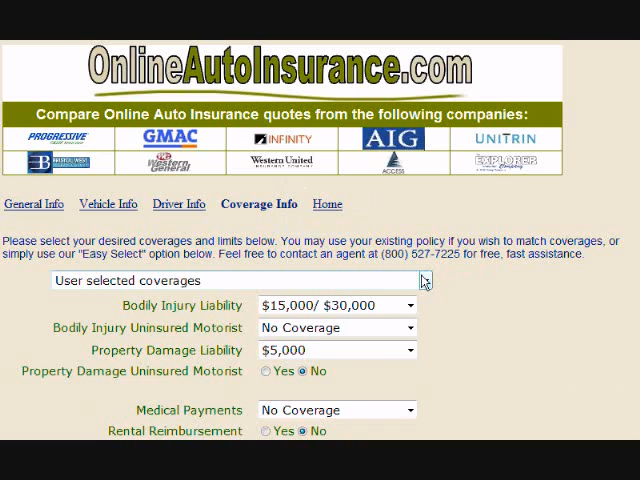 OnlineAutoInsurance.com
Compare Online Auto Insurance quotes from the following companies:
PROGRESSIVE GMAC INFINITY AIG UNITRIN
BRISTOL WEST Western General Western United ACCESS EXPLORER
General Info Vehicle Info Driver Info Coverage Info Home
Please select your desired coverages and limits below. You may use your existing policy if you wish to match coverages, or
simply use our "Easy Select" option below. Feel free to contact an agent at (800) 527-7225 for free, fast assistance.
User selected coverages
Bodily Injury Liability $15,000/ $30,000
Bodily Injury Uninsured Motorist No Coverage
Property Damage Liability $5,000
Property Damage Uninsured Motorist Yes No
Medical Payments No Coverage
Rental Reimbursement Yes No